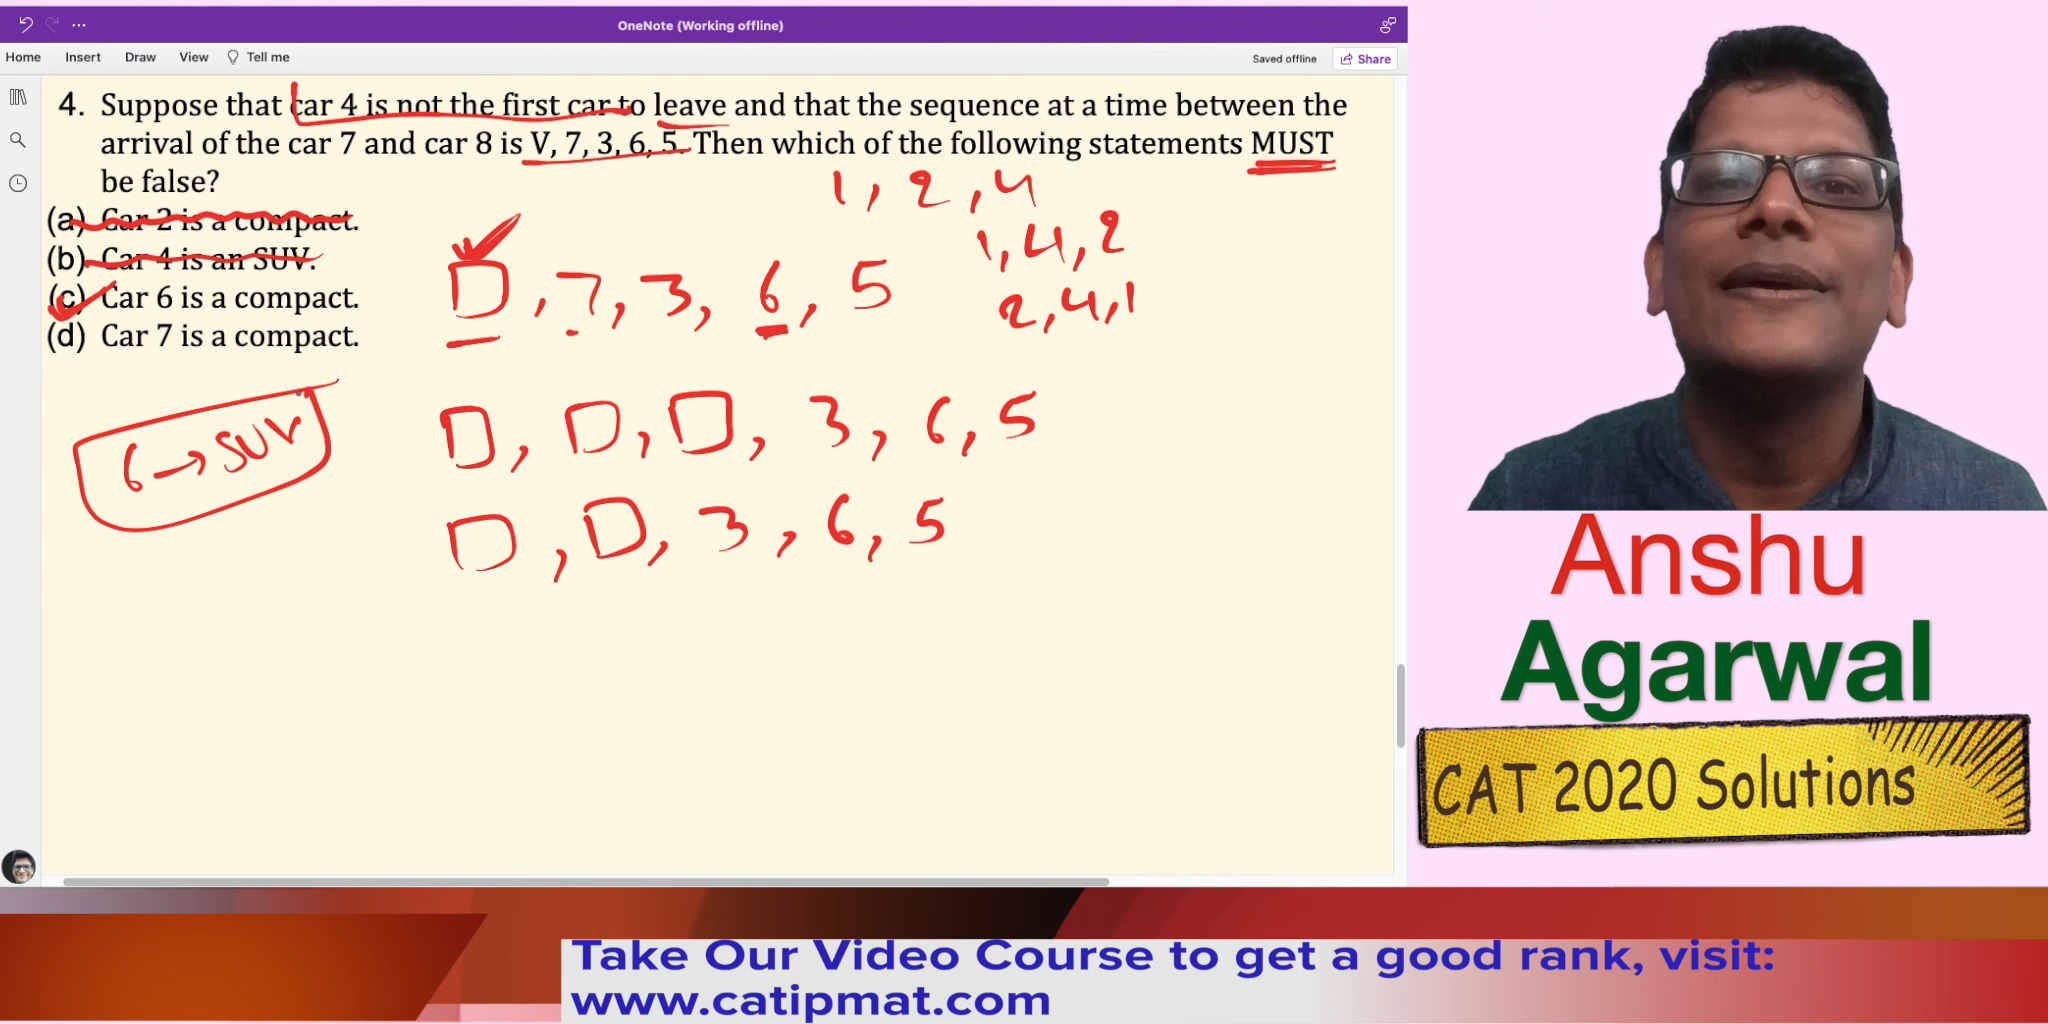 OneNote (Working offline)
Home Insert Draw View Tell me
Saved offline Share
4. Suppose that car 4 is not the first car to leave and that the sequence at a time between the
arrival of the car 7 and car 8 is V, 7, 3, 6, 5. Then which of the following statements MUST
be false?
1, 2, 4
(a) Car 2 is a compact.
1, 4, 2
(b) Car 4 is an SUV.
(c) Car 6 is a compact.
□, 7, 3, 6, 5
2, 4, 1
(d) Car 7 is a compact.
6 → SUV
□, □, □, 3, 6, 5
□, □, 3, 6, 5
Anshu
Agarwal
CAT 2020 Solutions
Take Our Video Course to get a good rank, visit:
www.catipmat.com